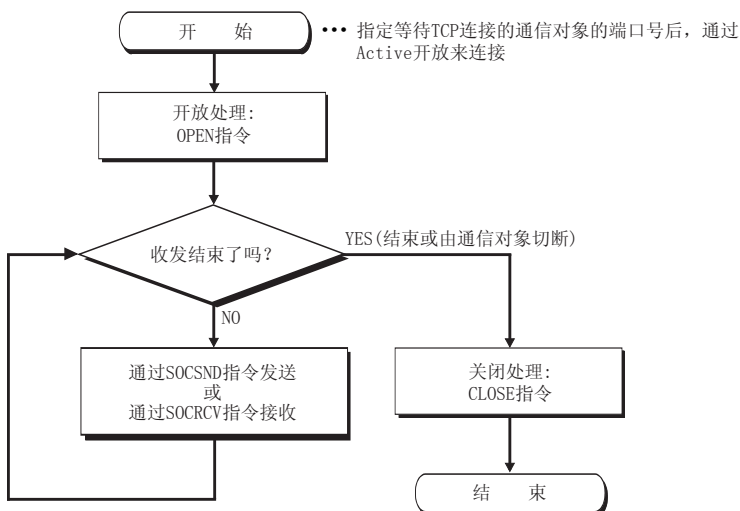 开 始
••• 指定等待TCP连接的通信对象的端口号后，通过
Active开放来连接
开放处理:
OPEN指令
收发结束了吗?
YES(结束或由通信对象切断)
NO
通过SOCSND指令发送
或
通过SOCRCV指令接收
关闭处理:
CLOSE指令
结 束